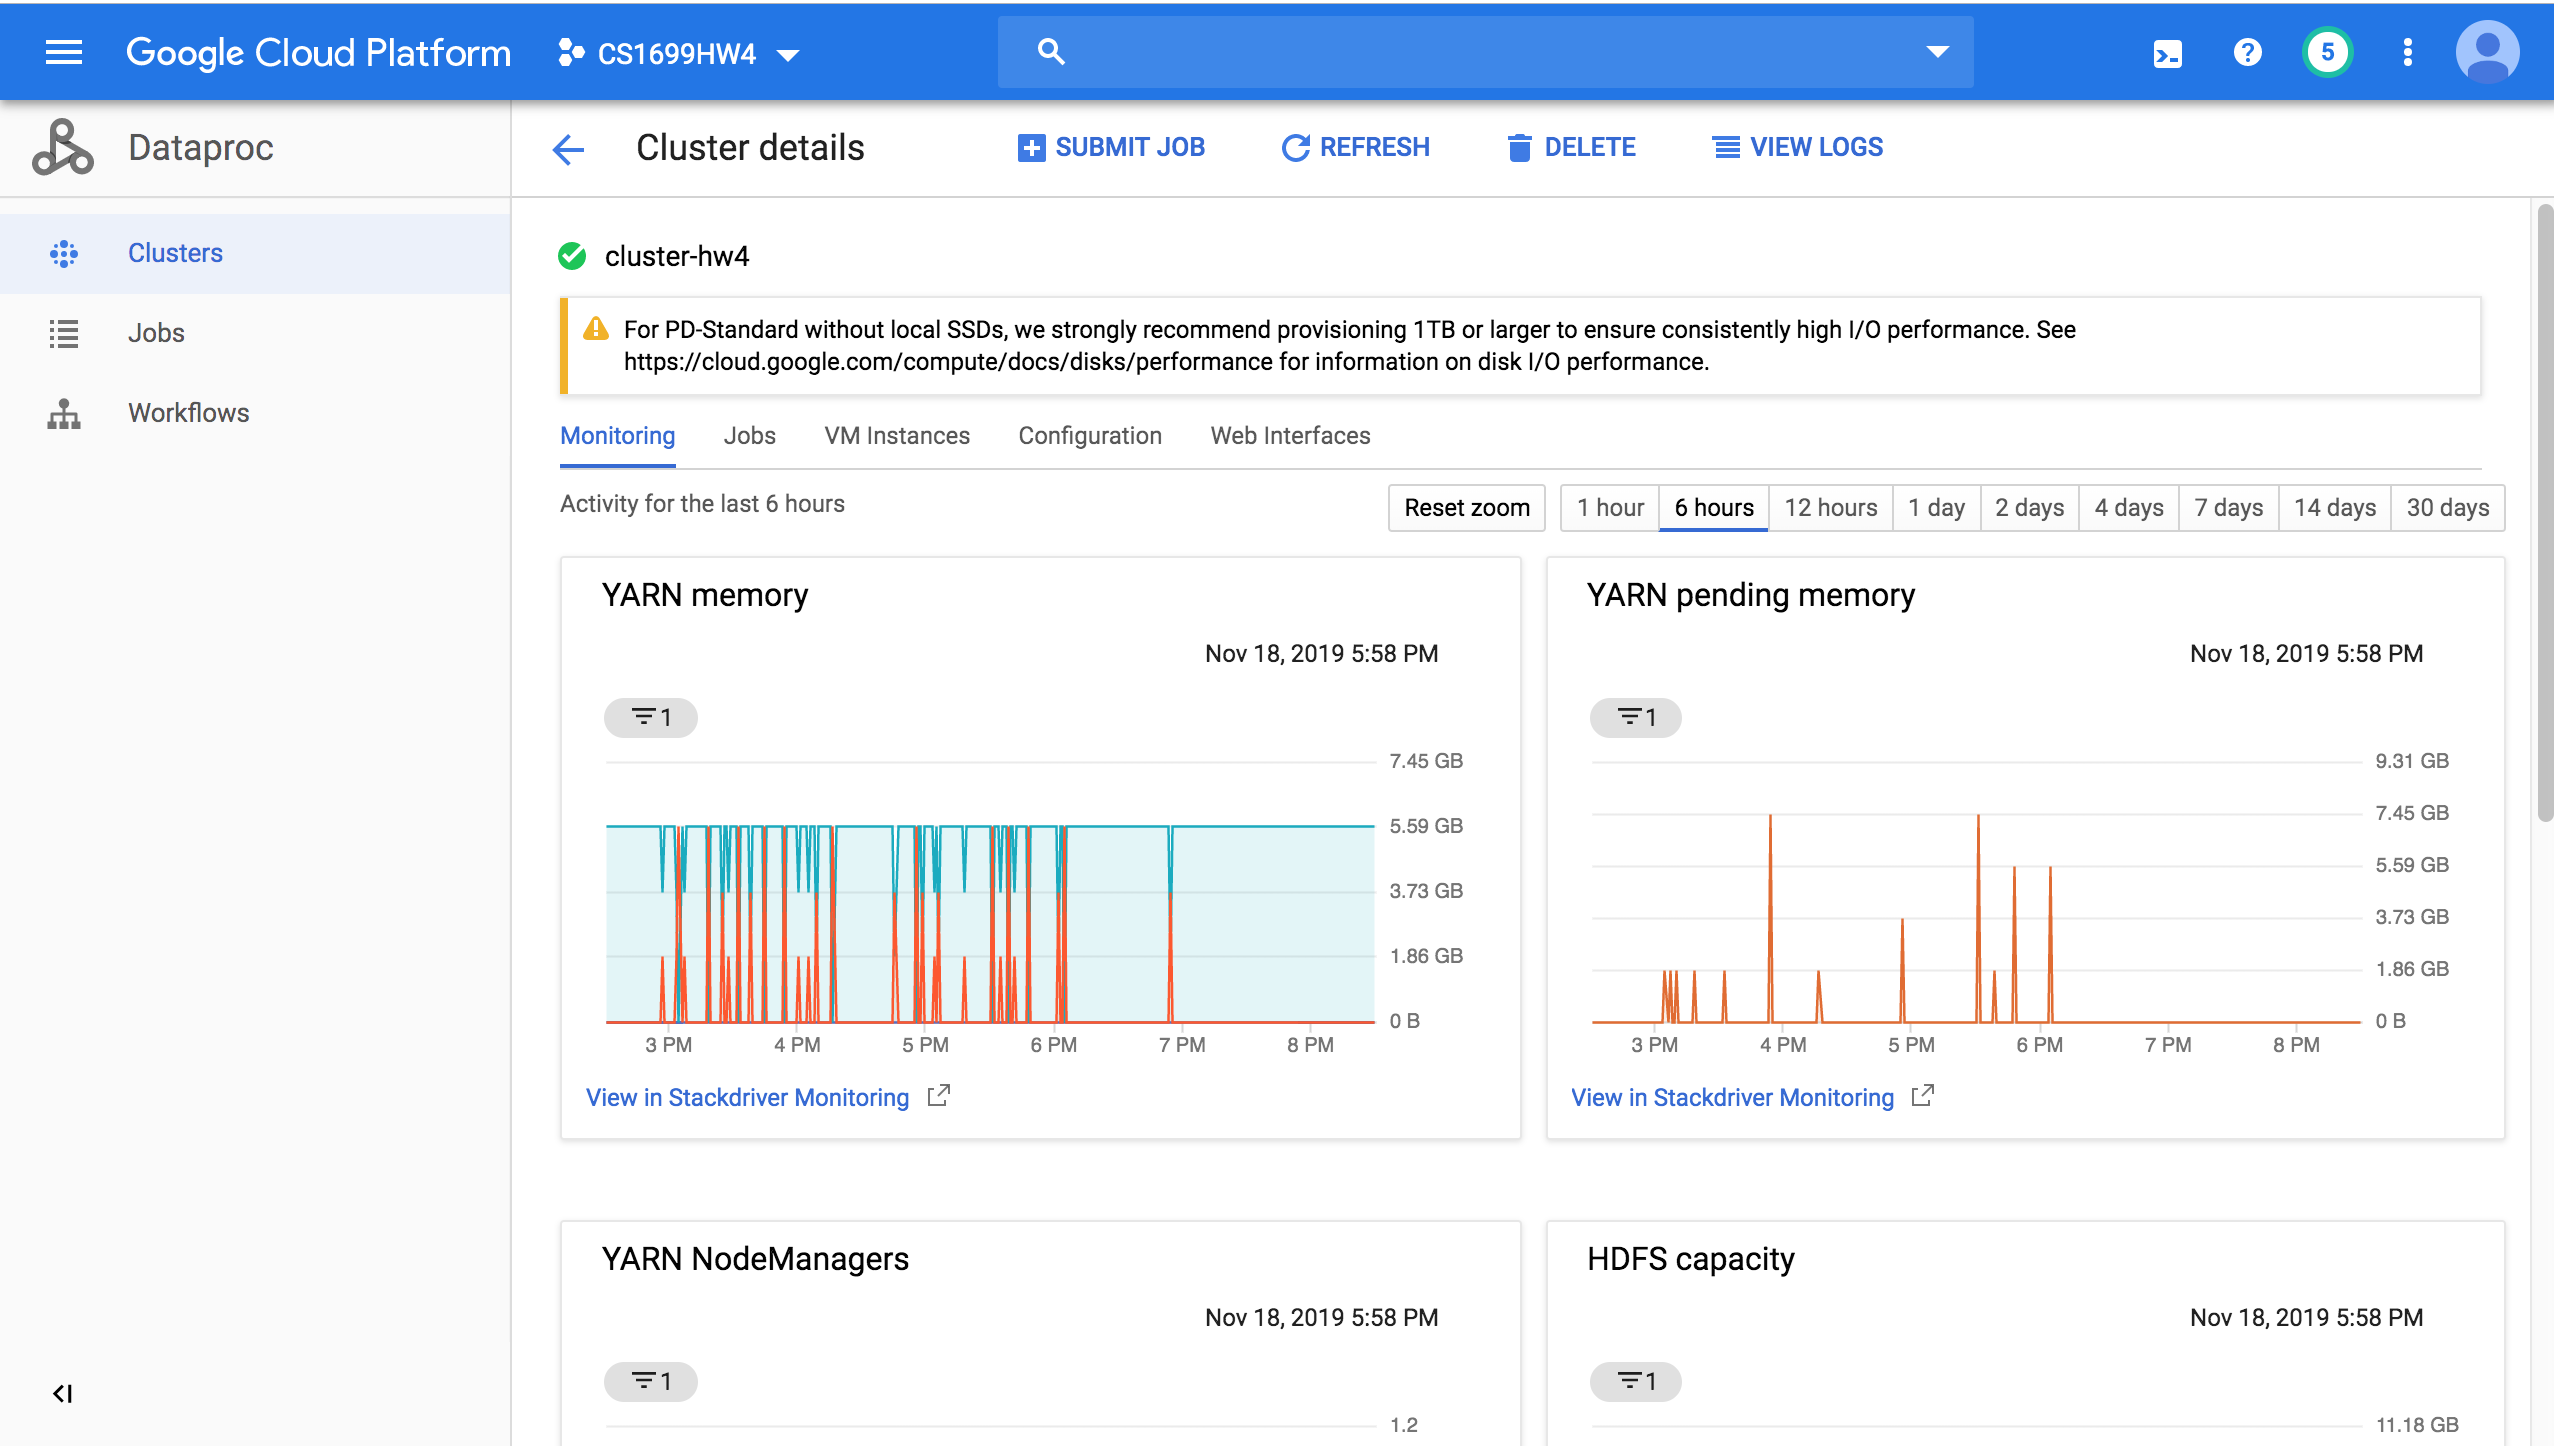 Google Cloud Platform
CS1699HW4
5
Dataproc
Clusters
Jobs
Workflows
Cluster details
SUBMIT JOB
REFRESH
DELETE
VIEW LOGS
cluster-hw4
For PD-Standard without local SSDs, we strongly recommend provisioning 1TB or larger to ensure consistently high I/O performance. See
https://cloud.google.com/compute/docs/disks/performance for information on disk I/O performance.
Monitoring
Jobs
VM Instances
Configuration
Web Interfaces
Activity for the last 6 hours
Reset zoom
1 hour
6 hours
12 hours
1 day
2 days
4 days
7 days
14 days
30 days
YARN memory
Nov 18, 2019 5:58 PM
1
7.45 GB
5.59 GB
3.73 GB
1.86 GB
0 B
3 PM
4 PM
5 PM
6 PM
7 PM
8 PM
View in Stackdriver Monitoring
YARN pending memory
Nov 18, 2019 5:58 PM
1
9.31 GB
7.45 GB
5.59 GB
3.73 GB
1.86 GB
0 B
3 PM
4 PM
5 PM
6 PM
7 PM
8 PM
View in Stackdriver Monitoring
YARN NodeManagers
Nov 18, 2019 5:58 PM
1
1.2
HDFS capacity
Nov 18, 2019 5:58 PM
1
11.18 GB